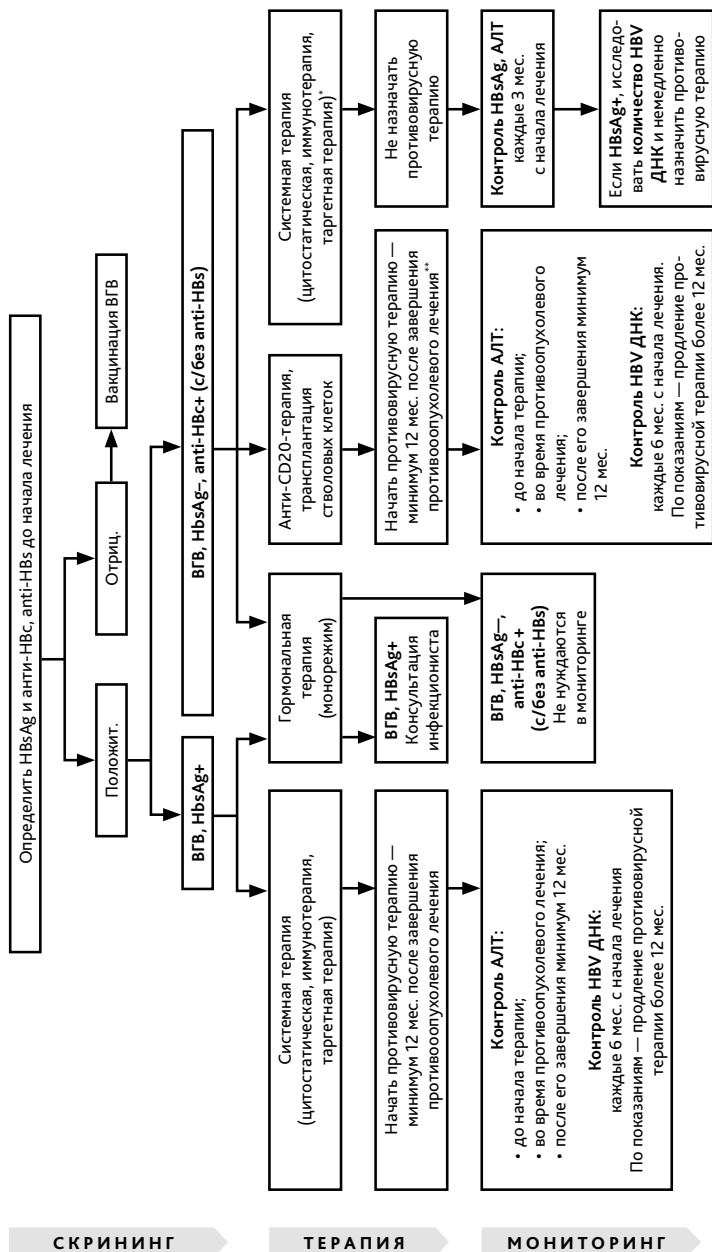 СКРИНИНГ
Определить HBsAg и анти-HBc, anti-HBs до начала лечения
Положит.
Отриц.
Вакцинация ВГВ
ВГВ, HbsAg+
ВГВ, HbsAg–, anti-HBc+ (с/без anti-HBs)
ТЕРАПИЯ
Системная терапия
(цитостатическая, иммунотерапия,
таргетная терапия)
Гормональная
терапия
(монорежим)
Анти-CD20-терапия,
трансплантация
стволовых клеток
Системная терапия
(цитостатическая, иммунотерапия,
таргетная терапия)*
Начать противовирусную терапию —
минимум 12 мес. после завершения
противооопухолевого лечения
ВГВ, HBsAg+
Консультация
инфекциониста
Начать противовирусную терапию —
минимум 12 мес. после завершения
противооопухолевого лечения**
Не назначать
противовирусную
терапию
МОНИТОРИНГ
Контроль АЛТ:
• до начала терапии;
• во время противоопухолевого лечения;
• после его завершения минимум 12 мес.
Контроль HBV ДНК:
каждые 6 мес. с начала лечения
По показаниям — продление противовирусной
терапии более 12 мес.
ВГВ, HBsAg—,
anti-HBc +
(с/без anti-HBs)
Не нуждаются
в мониторинге
Контроль АЛТ:
• до начала терапии;
• во время противоопухолевого
лечения;
• после его завершения минимум
12 мес.
Контроль HBV ДНК:
каждые 6 мес. с начала лечения.
По показаниям — продление про-
тивовирусной терапии более 12 мес.
Контроль HBsAg, АЛТ
каждые 3 мес.
с начала лечения
Если HBsAg+, исследо-
вать количество HBV
ДНК и немедленно
назначить противо-
вирусную терапию